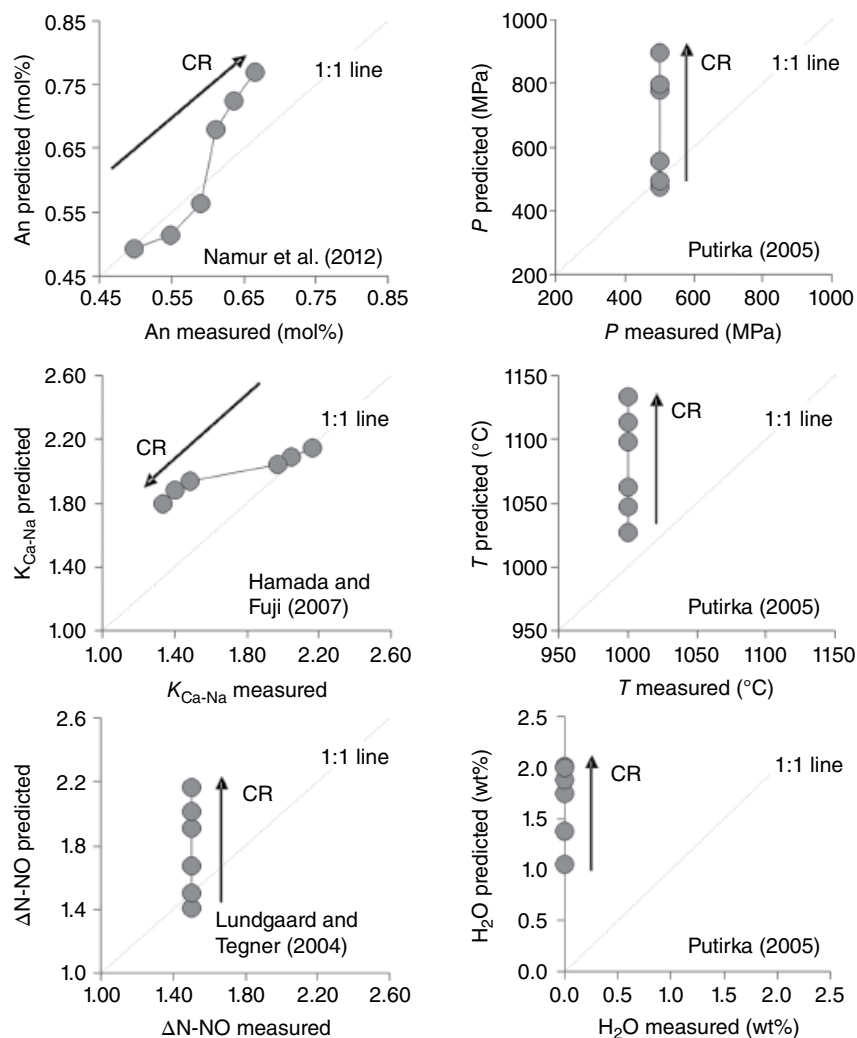 0.85
0.75
0.65
0.55
0.45
0.45 0.55 0.65 0.75 0.85
An predicted (mol%)
An measured (mol%)
CR
1:1 line
Namur et al. (2012)
1000
800
600
400
200
200 400 600 800 1000
P predicted (MPa)
P measured (MPa)
CR
1:1 line
Putirka (2005)
2.60
2.20
1.80
1.40
1.00
1.00 1.40 1.80 2.20 2.60
KCa-Na predicted
KCa-Na measured
CR
1:1 line
Hamada and
Fuji (2007)
1150
1100
1050
1000
950
950 1000 1050 1100 1150
T predicted (°C)
T measured (°C)
CR
1:1 line
Putirka (2005)
2.6
2.2
1.8
1.4
1.0
1.00 1.40 1.80 2.20 2.60
ΔN-NO predicted
ΔN-NO measured
CR
1:1 line
Lundgaard and
Tegner (2004)
2.5
2.0
1.5
1.0
0.5
0.0
0.0 0.5 1.0 1.5 2.0 2.5
H2O predicted (wt%)
H2O measured (wt%)
CR
1:1 line
Putirka (2005)